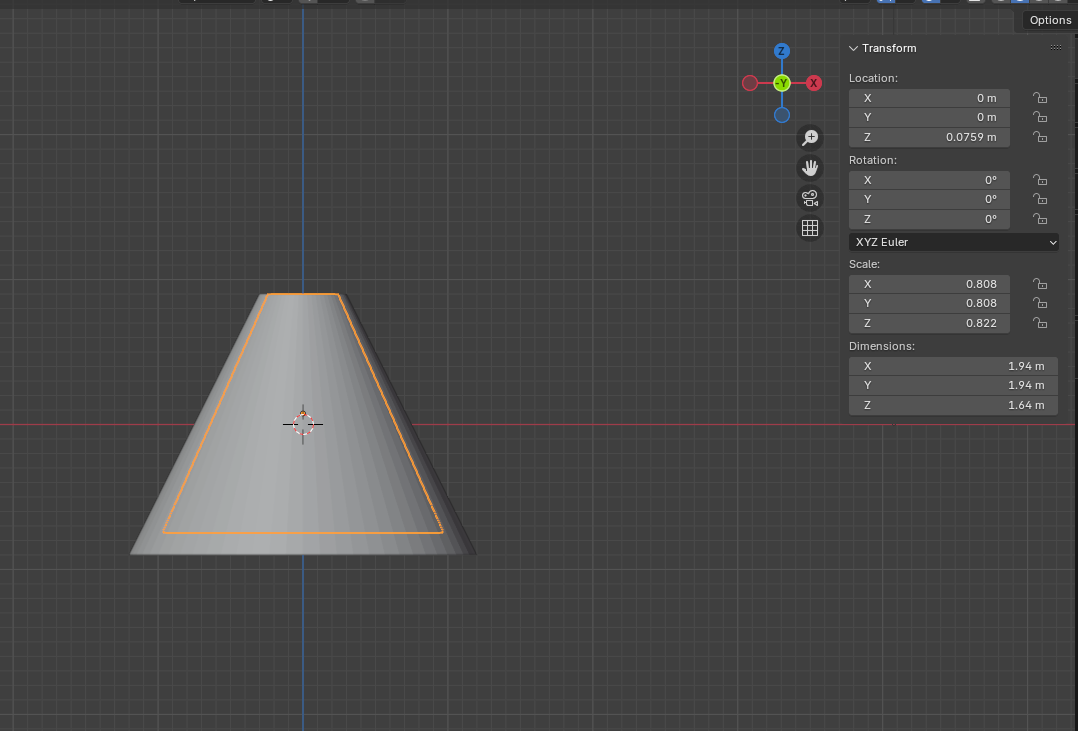 Options
Z
-Y X
Transform
Location:
X 0 m
Y 0 m
Z 0.0759 m
Rotation:
X 0°
Y 0°
Z 0°
XYZ Euler
Scale:
X 0.808
Y 0.808
Z 0.822
Dimensions:
X 1.94 m
Y 1.94 m
Z 1.64 m